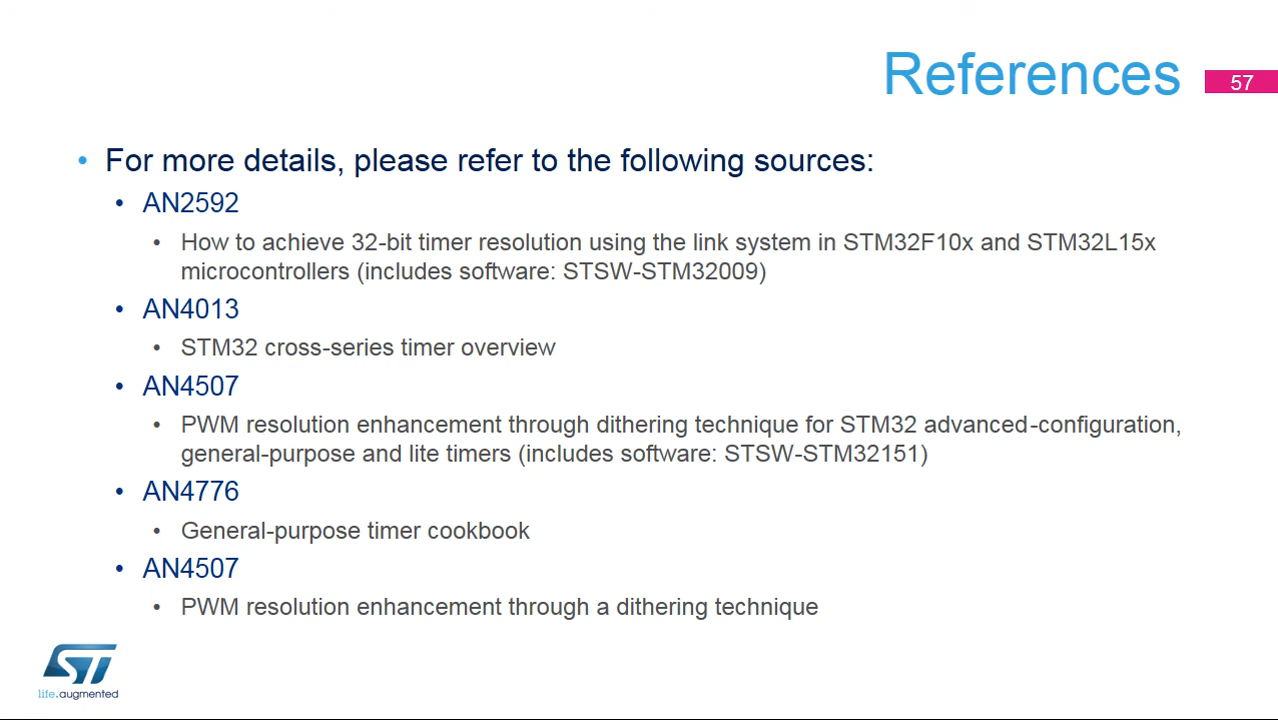 References
57
• For more details, please refer to the following sources:
• AN2592
• How to achieve 32-bit timer resolution using the link system in STM32F10x and STM32L15x
microcontrollers (includes software: STSW-STM32009)
• AN4013
• STM32 cross-series timer overview
• AN4507
• PWM resolution enhancement through dithering technique for STM32 advanced-configuration,
general-purpose and lite timers (includes software: STSW-STM32151)
• AN4776
• General-purpose timer cookbook
• AN4507
• PWM resolution enhancement through a dithering technique
ST
life.augmented